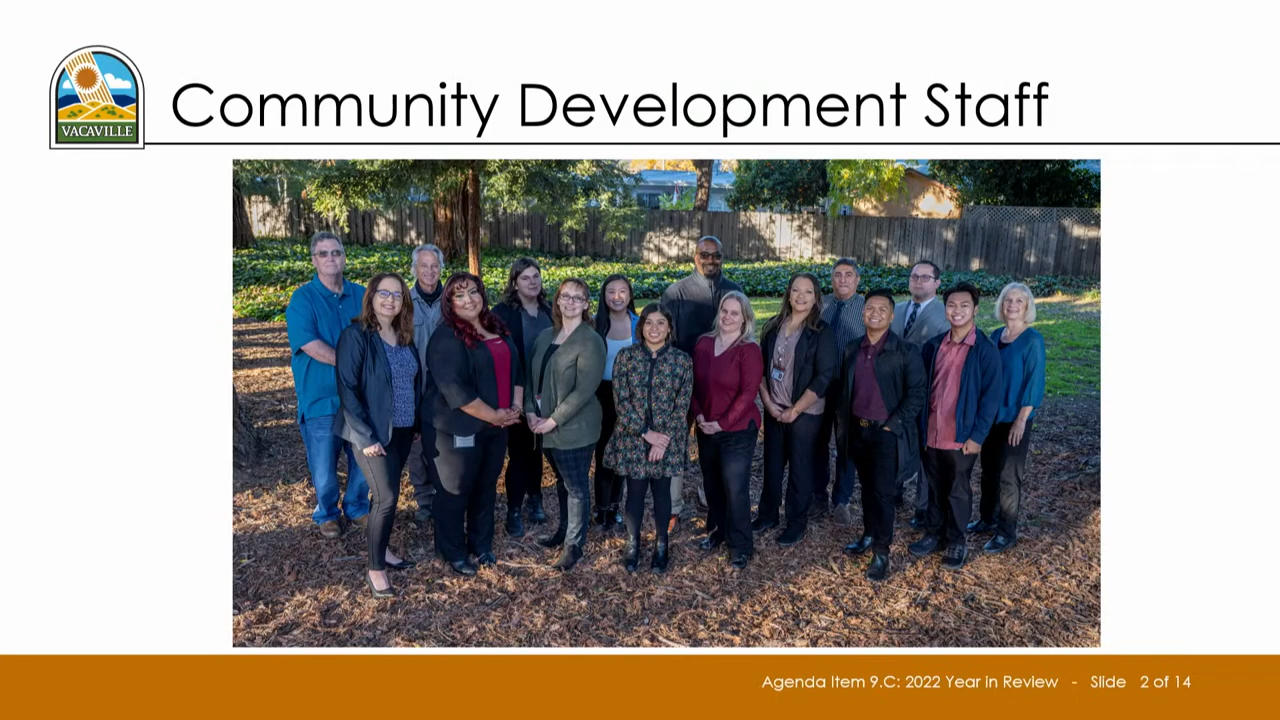 VACAVILLE
Community Development Staff
Agenda Item 9.C: 2022 Year in Review - Slide 2 of 14